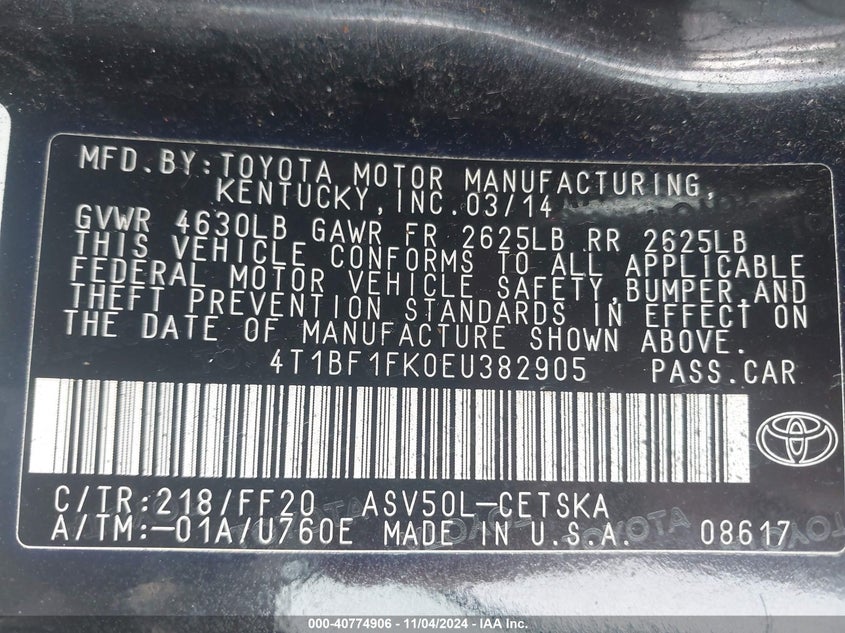 MFD.BY:TOYOTA MOTOR MANUFACTURING,
KENTUCKY,INC.03/14
GVWR 4630LB GAWR FR 2625LB RR 2625LB
THIS VEHICLE CONFORMS TO ALL APPLICABLE
FEDERAL MOTOR VEHICLE SAFETY,BUMPER,AND
THEFT PREVENTION STANDARDS IN EFFECT ON
THE DATE OF MANUFACTURE SHOWN ABOVE.
4T1BF1FK0EU382905 PASS.CAR
C/TR:218/FF20 ASV50L-CETSKA
A/TM:-01A/U760E MADE IN U.S.A. 08617
000-40774906 - 11/04/2024 - IAA Inc.